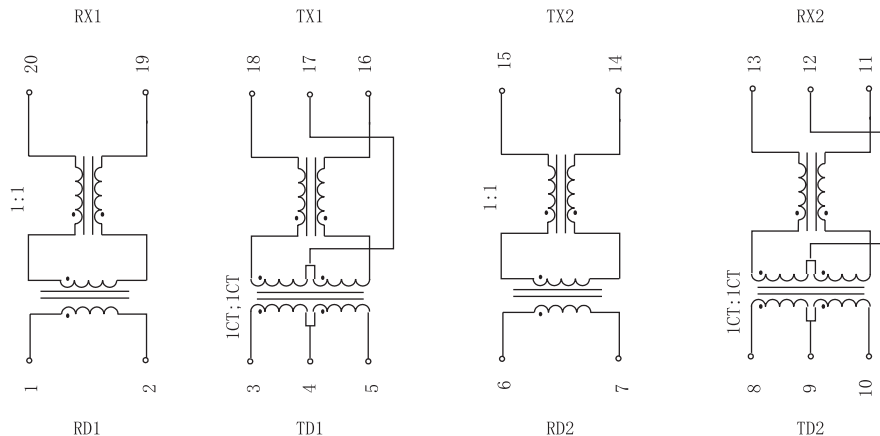 RX1 TX1 TX2 RX2
20 19 18 17 16 15 14 13 12 11
1:1 1:1
1CT;1CT 1CT:1CT
1 2 3 4 5 6 7 8 9 10
RD1 TD1 RD2 TD2